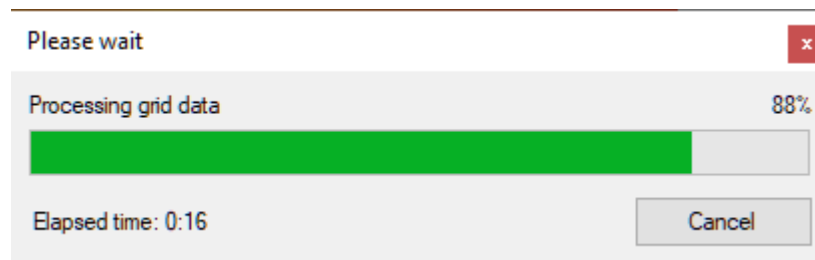 Please wait
x
Processing grid data
88%
Elapsed time: 0:16
Cancel